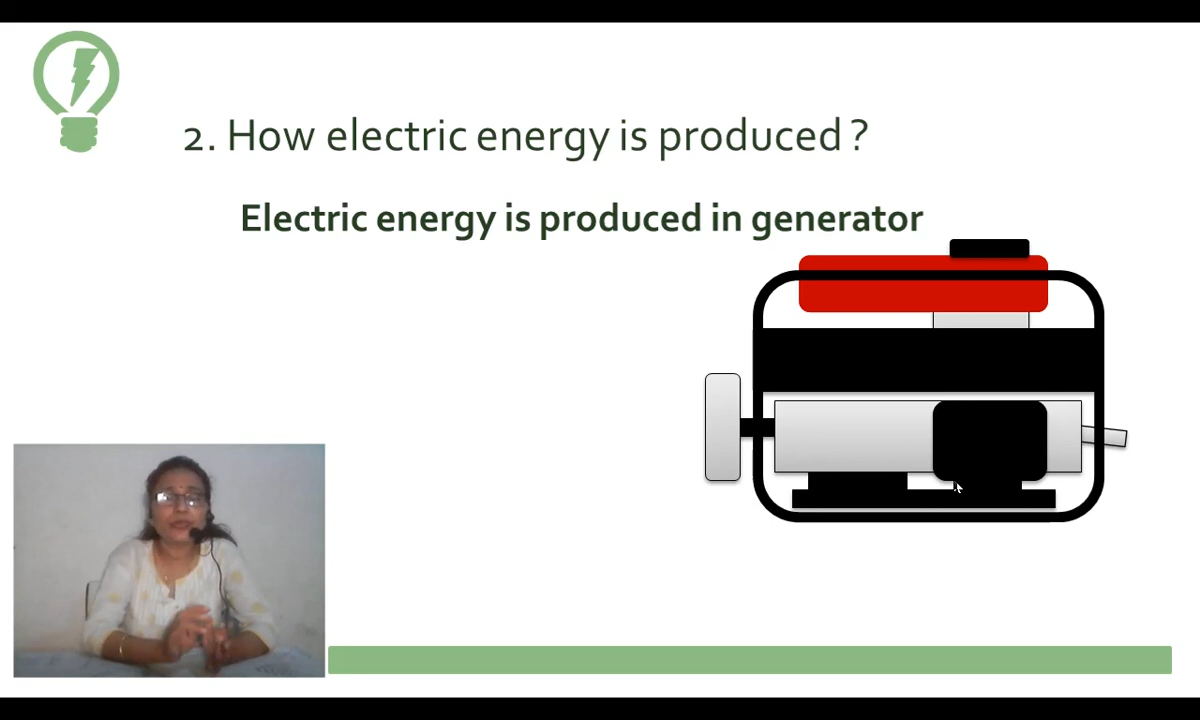 2. How electric energy is produced ?
Electric energy is produced in generator